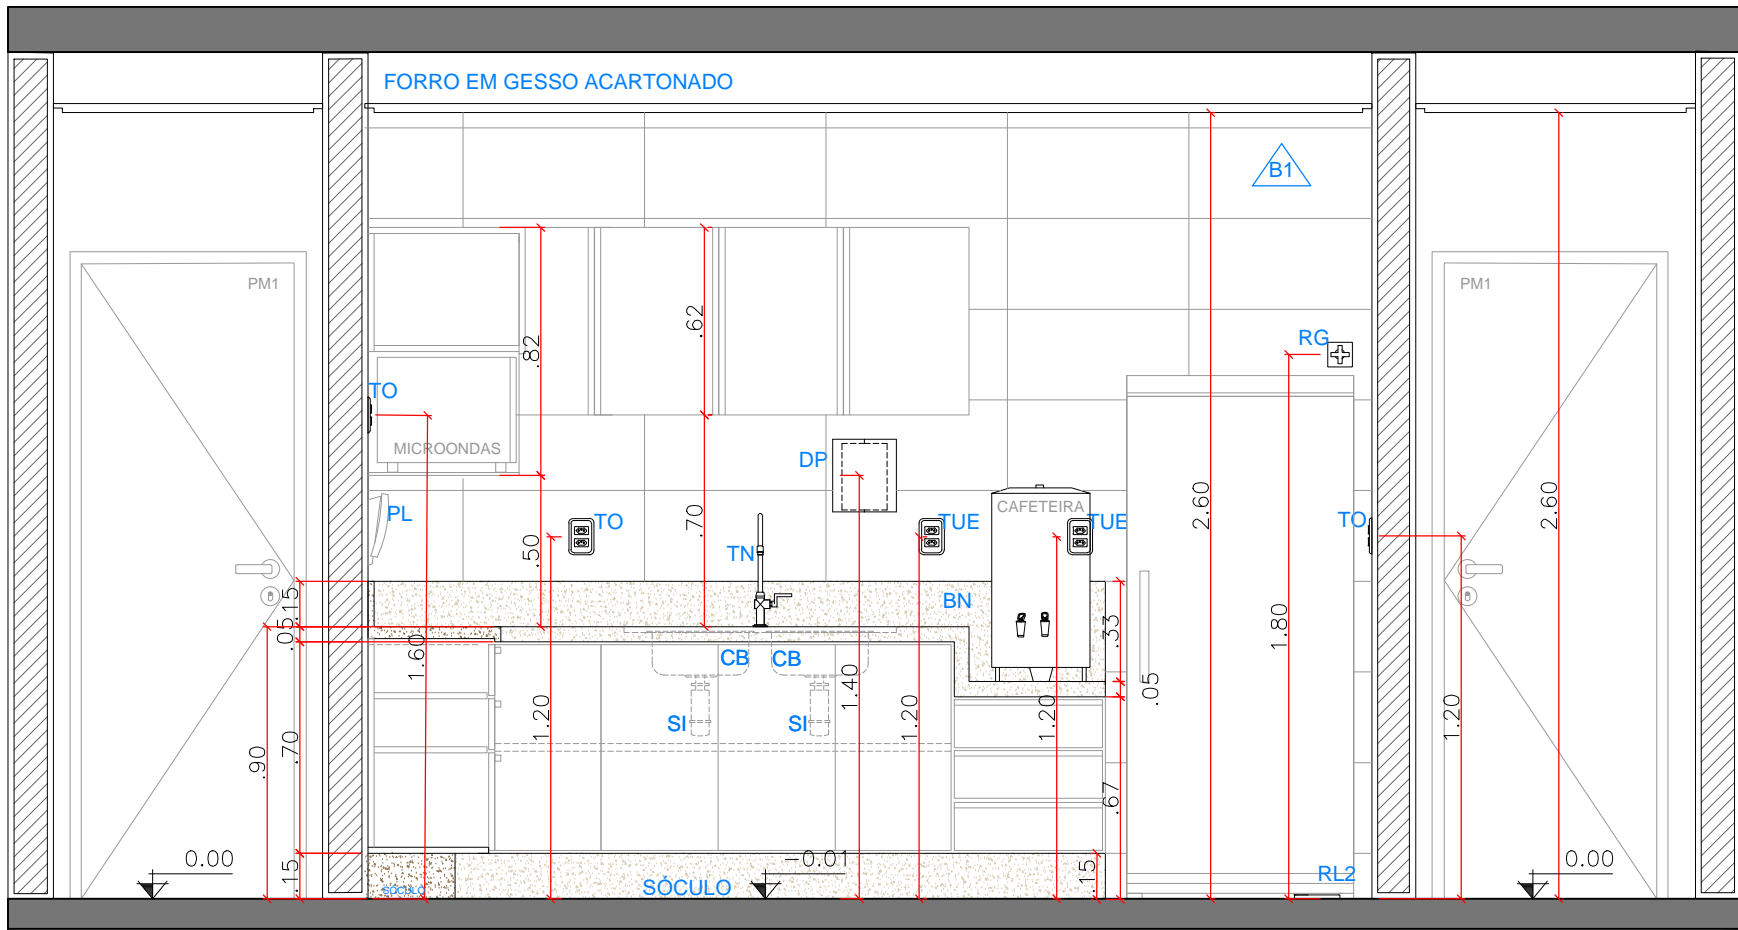 FORRO EM GESSO ACARTONADO
B1
PM1
PM1
.62
.82
RG
TO
MICROONDAS
DP
CAFETEIRA
2.60
2.60
PL
TO
TUE
TUE
TO
.70
.50
TN
BN
.15
.05
1.60
CB
CB
.33
1.80
1.40
.05
1.20
SI
SI
1.20
1.20
1.20
.90
.70
.67
0.00
-0.01
0.00
.15
SÓCULO
SÓCULO
.15
RL2